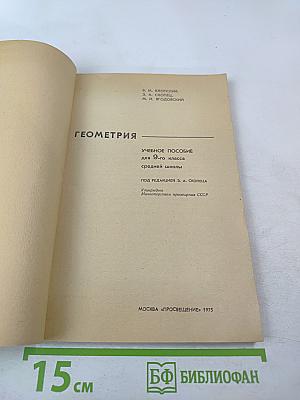 В. М. КЛОПСКИЙ,
З. А. СКОПЕЦ,
М. И. ЯГОДОВСКИЙ
ГЕОМЕТРИЯ
УЧЕБНОЕ ПОСОБИЕ
для 9-го класса
средней школы
ПОД РЕДАКЦИЕЙ З. А. СКОПЕЦА
Утверждено
Министерством просвещения СССР
МОСКВА «ПРОСВЕЩЕНИЕ» 1975
15 см
БФ БИБЛИОФАН